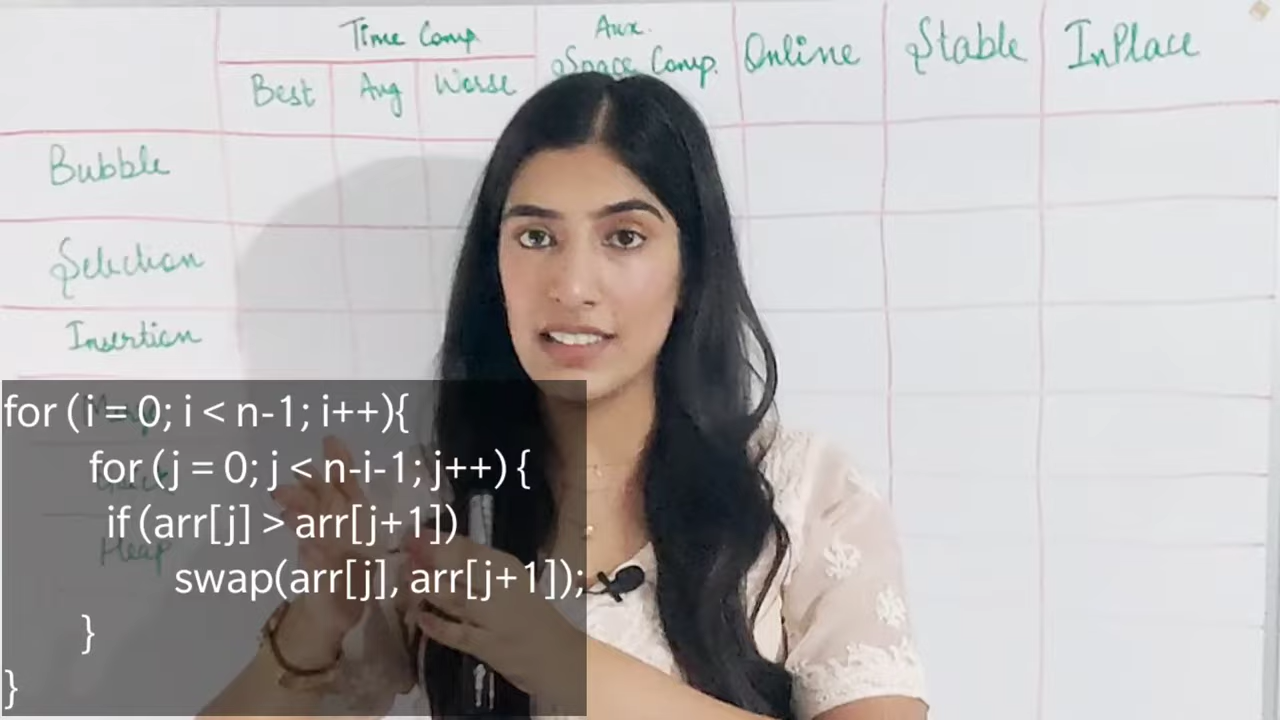 Time Comp
Aux.
Space Comp.
Online
Stable
InPlace
Best
Avg
Worse
Bubble
Selection
Insertion
for (i = 0; i < n-1; i++){
for (j = 0; j < n-i-1; j++) {
if (arr[j] > arr[j+1])
swap(arr[j], arr[j+1]);
}
}
Heap